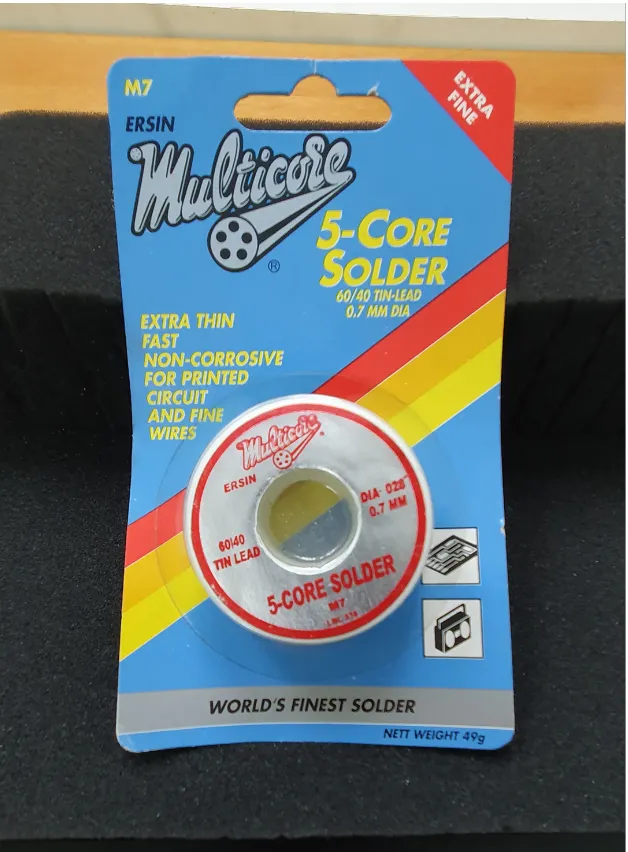 M7
EXTRA
FINE
ERSIN
Multicore
®
5-CORE
SOLDER
60/40 TIN-LEAD
0.7 MM DIA
EXTRA THIN
FAST
NON-CORROSIVE
FOR PRINTED
CIRCUIT
AND FINE
WIRES
Multicore
ERSIN
DIA· 028"
0.7 MM
60/40
TIN LEAD
5-CORE SOLDER
M7
WORLD'S FINEST SOLDER
NETT WEIGHT 49g